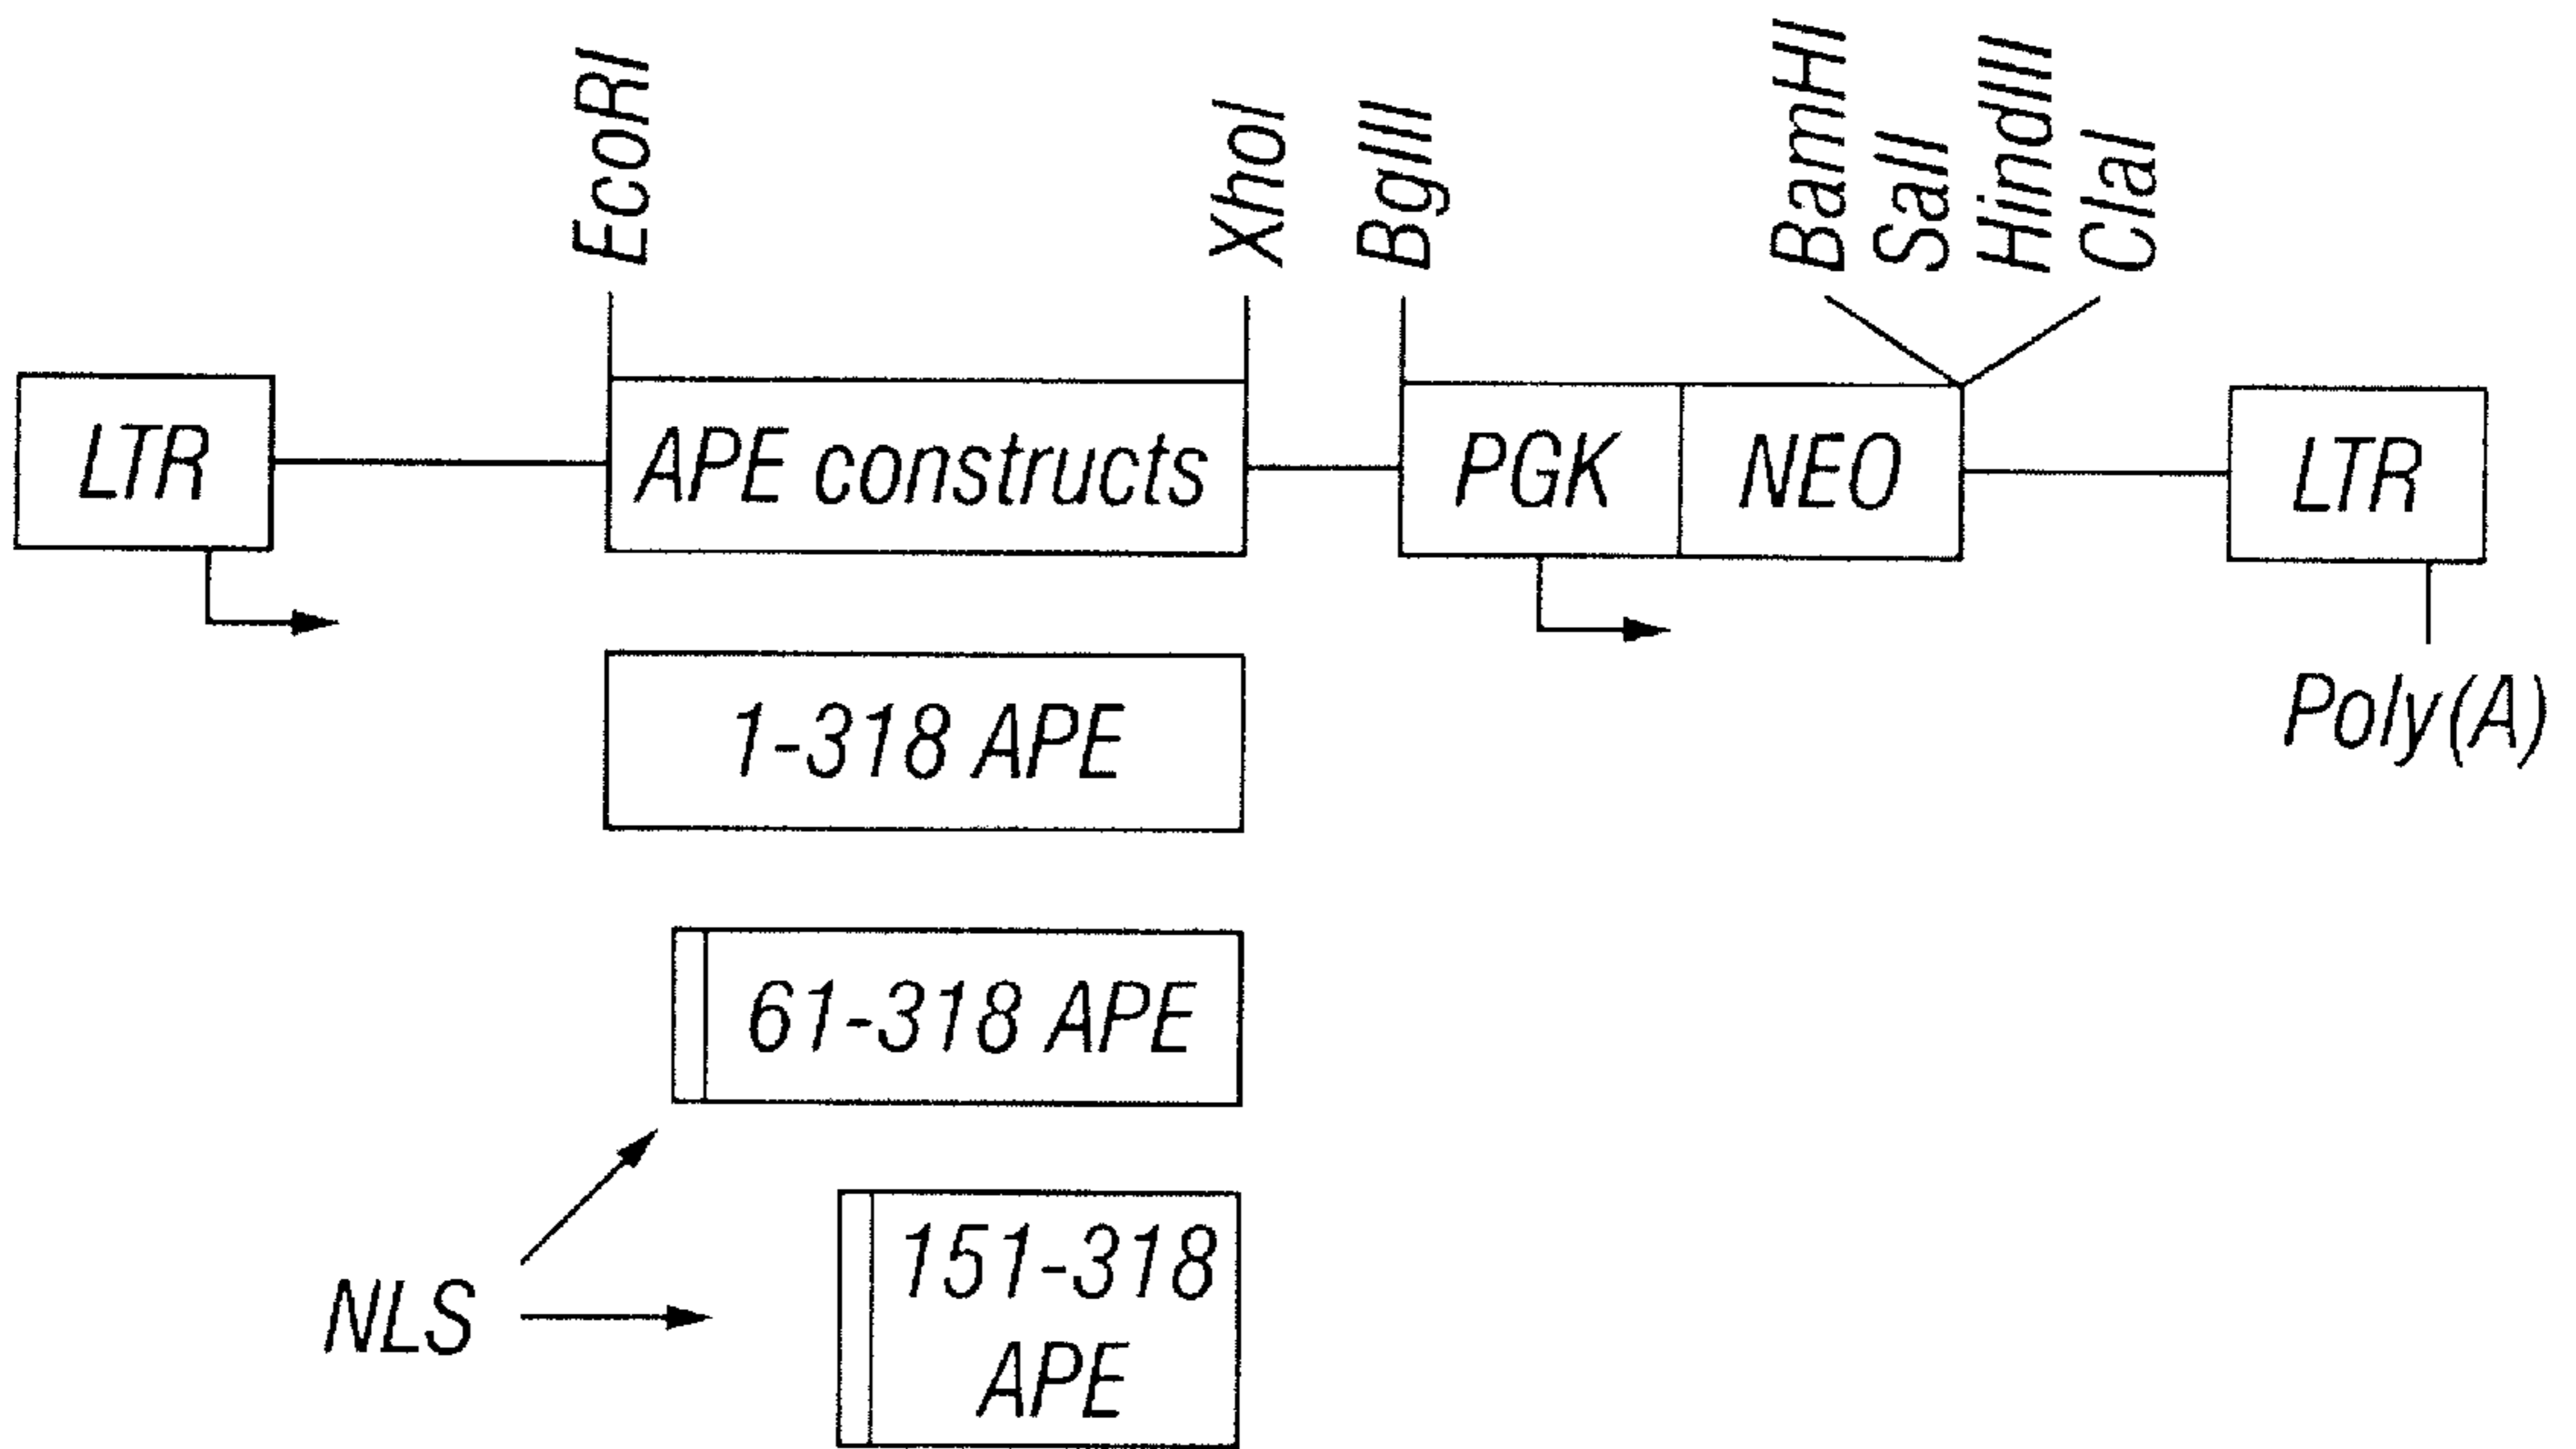 EcoRI
XhoI
BglII
BamHI
SalI
HindIII
ClaI
LTR
APE constructs
PGK
NEO
LTR
1-318 APE
Poly(A)
61-318 APE
NLS
151-318
APE